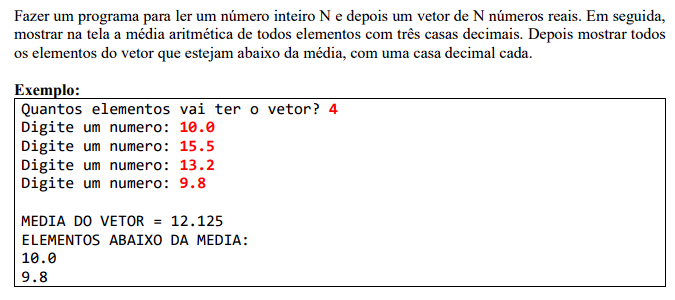 Fazer um programa para ler um número inteiro N e depois um vetor de N números reais. Em seguida,
mostrar na tela a média aritmética de todos elementos com três casas decimais. Depois mostrar todos
os elementos do vetor que estejam abaixo da média, com uma casa decimal cada.
Exemplo:
Quantos elementos vai ter o vetor? 4
Digite um numero: 10.0
Digite um numero: 15.5
Digite um numero: 13.2
Digite um numero: 9.8
MEDIA DO VETOR = 12.125
ELEMENTOS ABAIXO DA MEDIA:
10.0
9.8